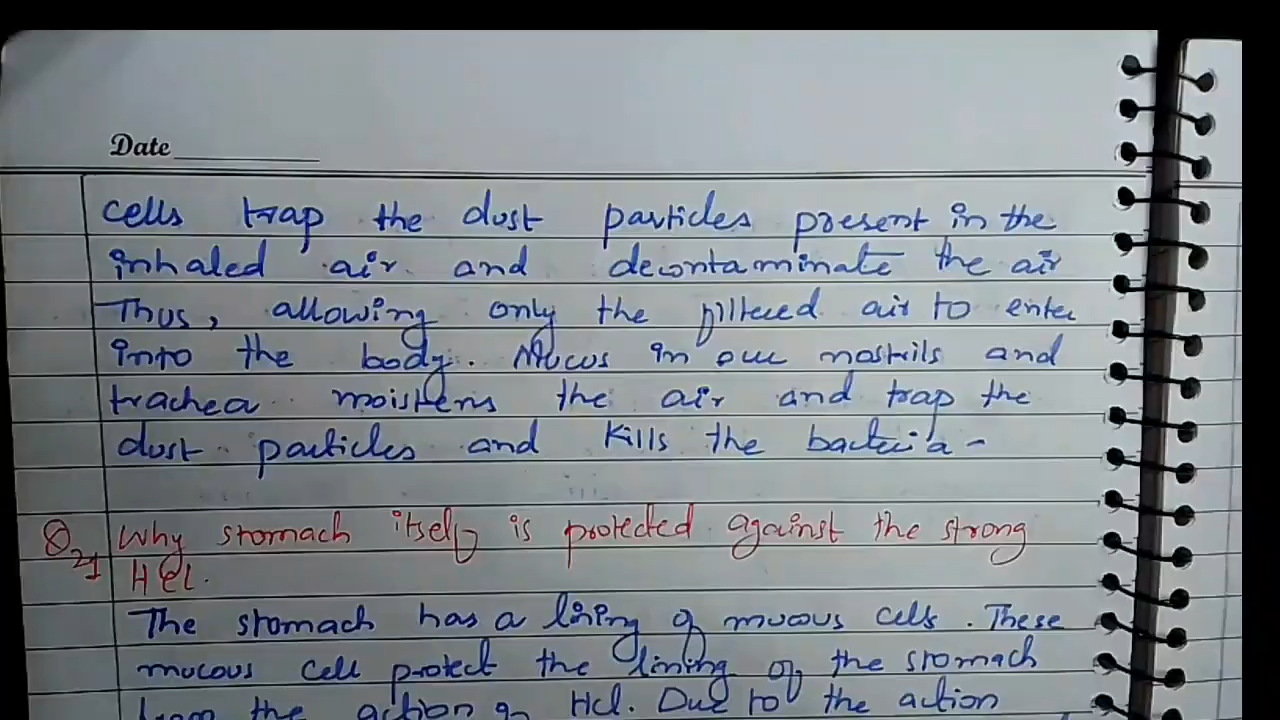 Date
cells trap the dust particles present in the
inhaled air and decontaminate the air
Thus, allowing only the filtered air to enter
into the body. Mucus in our nostrils and
trachea moistens the air and trap the
dust particles and kills the bacteria -
Q21 Why stomach itself is protected against the strong
HCl.
The stomach has a lining of mucous cells. These
mucous cell protect the lining of the stomach
from the action of HCl. Due to the action